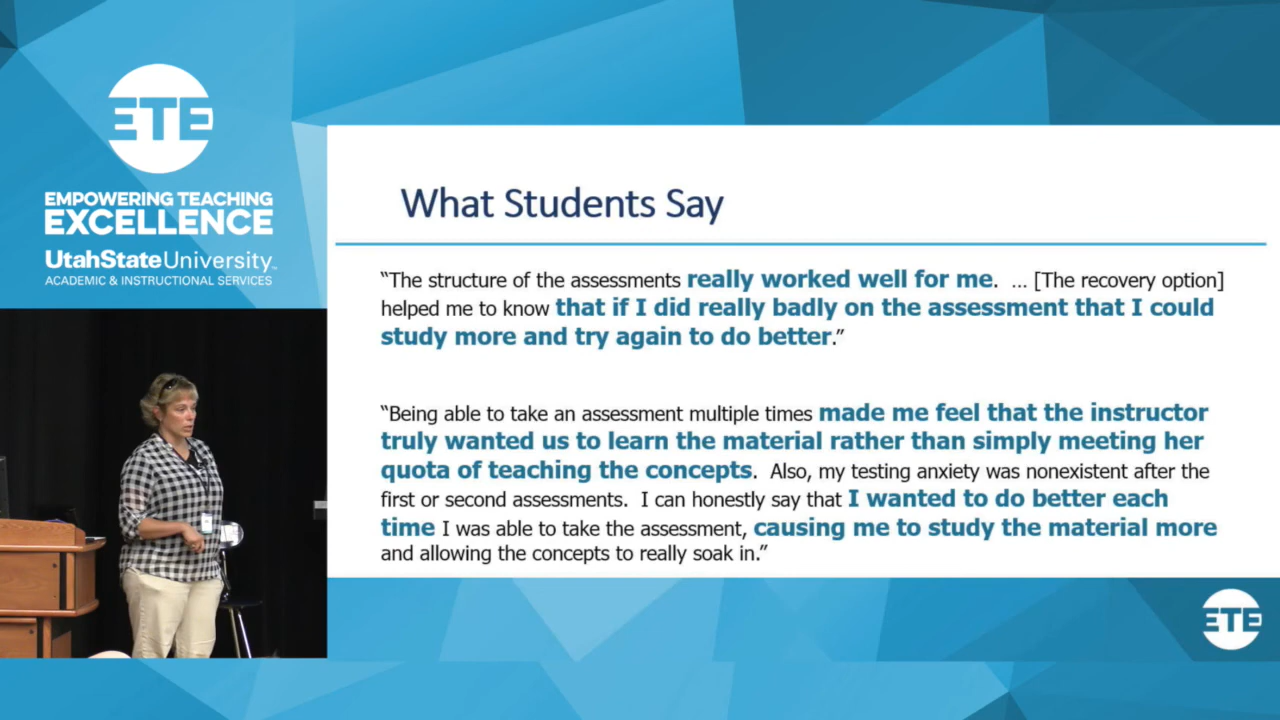 ETE
EMPOWERING TEACHING
EXCELLENCE
UtahStateUniversity™
ACADEMIC & INSTRUCTIONAL SERVICES
What Students Say
“The structure of the assessments really worked well for me. ... [The recovery option]
helped me to know that if I did really badly on the assessment that I could
study more and try again to do better.”
“Being able to take an assessment multiple times made me feel that the instructor
truly wanted us to learn the material rather than simply meeting her
quota of teaching the concepts. Also, my testing anxiety was nonexistent after the
first or second assessments. I can honestly say that I wanted to do better each
time I was able to take the assessment, causing me to study the material more
and allowing the concepts to really soak in.”
ETE